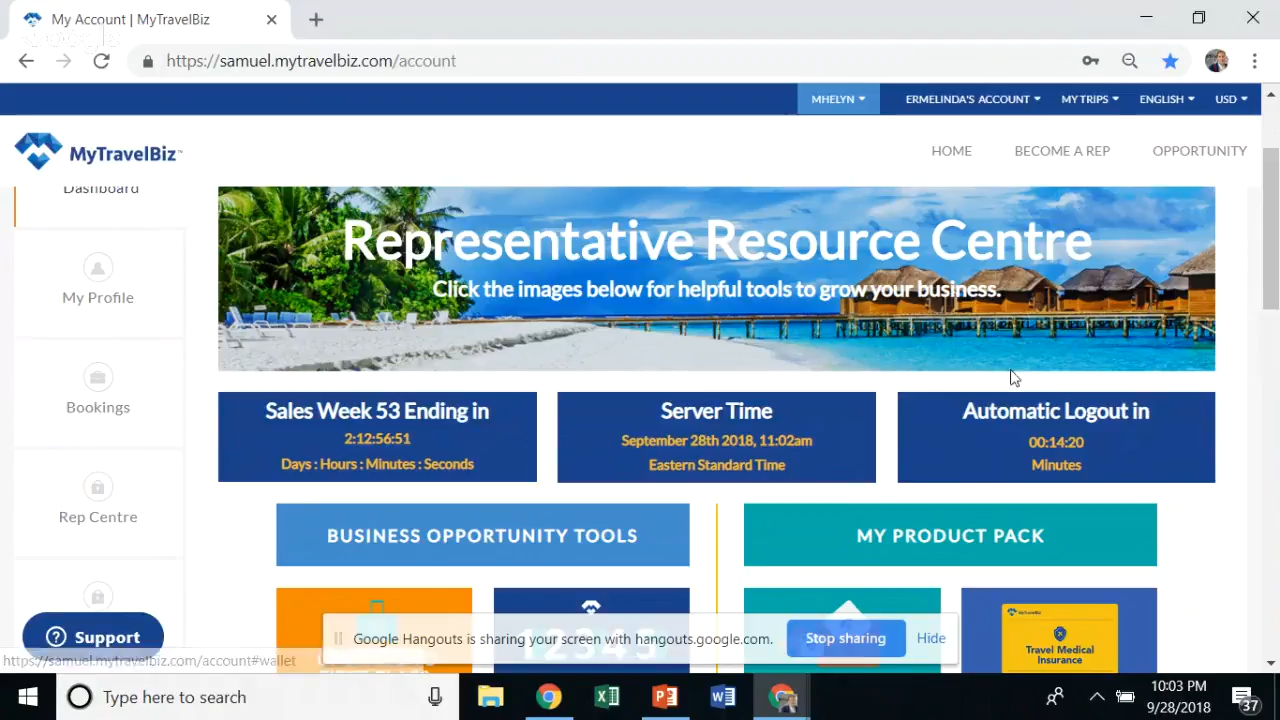 My Account | MyTravelBiz
https://samuel.mytravelbiz.com/account
MHELYN
ERMELINDA'S ACCOUNT
MY TRIPS
ENGLISH
USD
MyTravelBiz
HOME
BECOME A REP
OPPORTUNITY
Dashboard
My Profile
Bookings
Rep Centre
Representative Resource Centre
Click the images below for helpful tools to grow your business.
Sales Week 53 Ending in
2:12:56:51
Days : Hours : Minutes : Seconds
Server Time
September 28th 2018, 11:02am
Eastern Standard Time
Automatic Logout in
00:14:20
Minutes
BUSINESS OPPORTUNITY TOOLS
MY PRODUCT PACK
12345
MyTravelBiz
Travel Medical
Insurance
Support
Google Hangouts is sharing your screen with hangouts.google.com.
Stop sharing
Hide
https://samuel.mytravelbiz.com/account#wallet
Type here to search
10:03 PM
9/28/2018
37